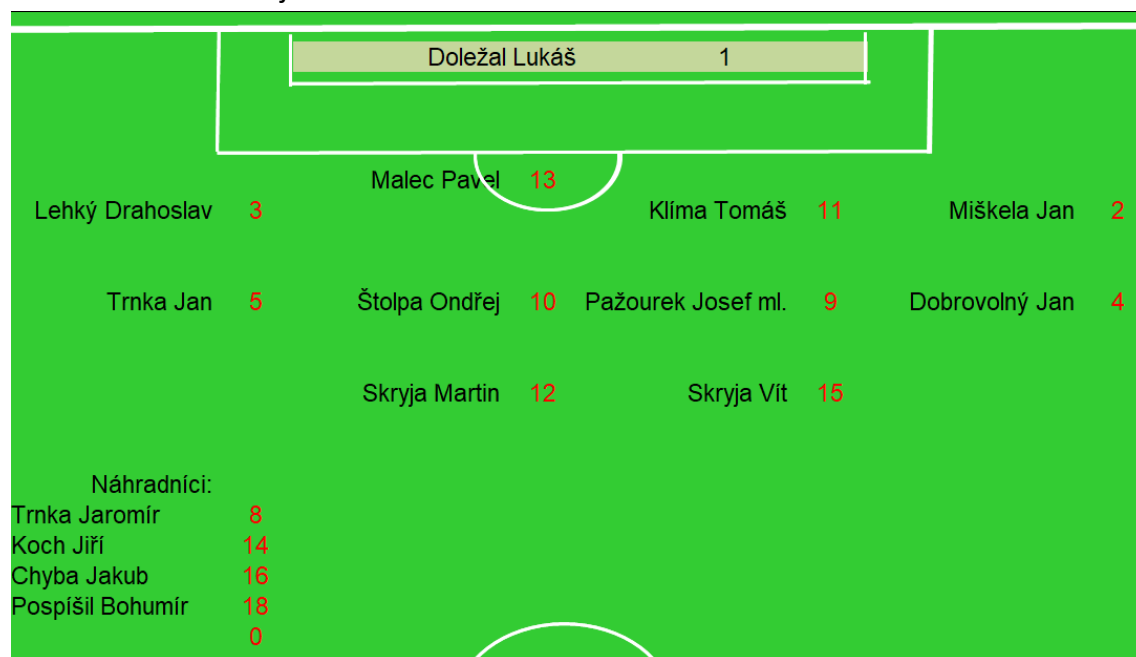 Doležal Lukáš 1
Malec Pavel 13
Lehký Drahoslav 3 Klíma Tomáš 11 Miškela Jan 2
Trnka Jan 5 Štolpa Ondřej 10 Pažourek Josef ml. 9 Dobrovolný Jan 4
Skryja Martin 12 Skryja Vít 15
Náhradníci:
Trnka Jaromír 8
Koch Jiří 14
Chyba Jakub 16
Pospíšil Bohumír 18
0